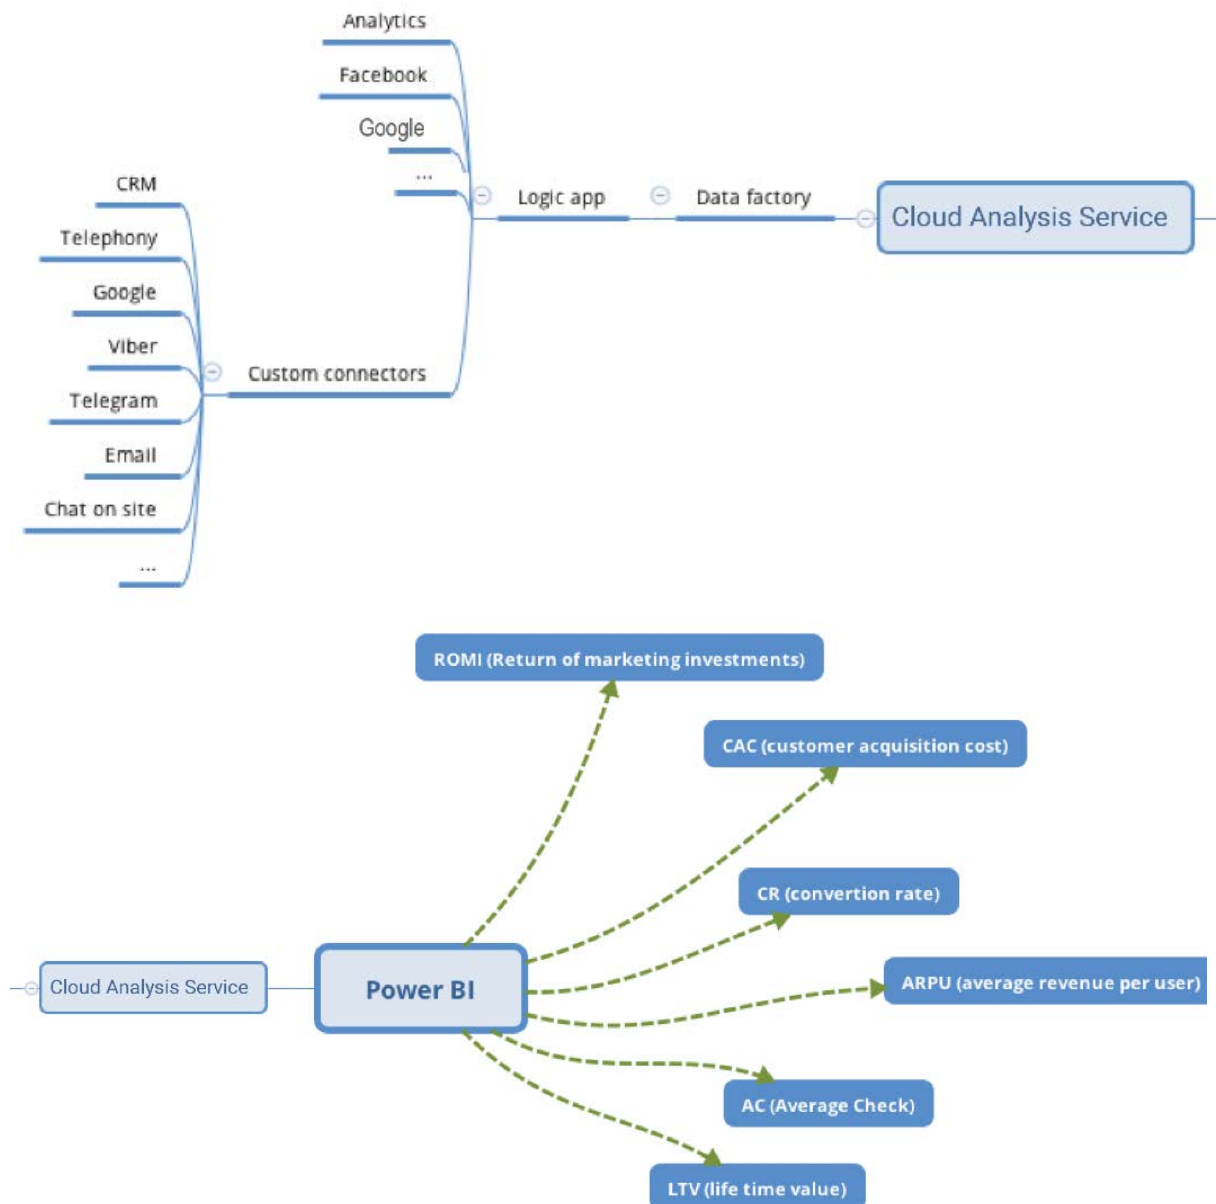 Analytics
Facebook
Google
...
Logic app
Data factory
Cloud Analysis Service
CRM
Telephony
Google
Viber
Telegram
Email
Chat on site
...
Custom connectors
ROMI (Return of marketing investments)
CAC (customer acquisition cost)
CR (convertion rate)
Cloud Analysis Service
Power BI
ARPU (average revenue per user)
AC (Average Check)
LTV (life time value)